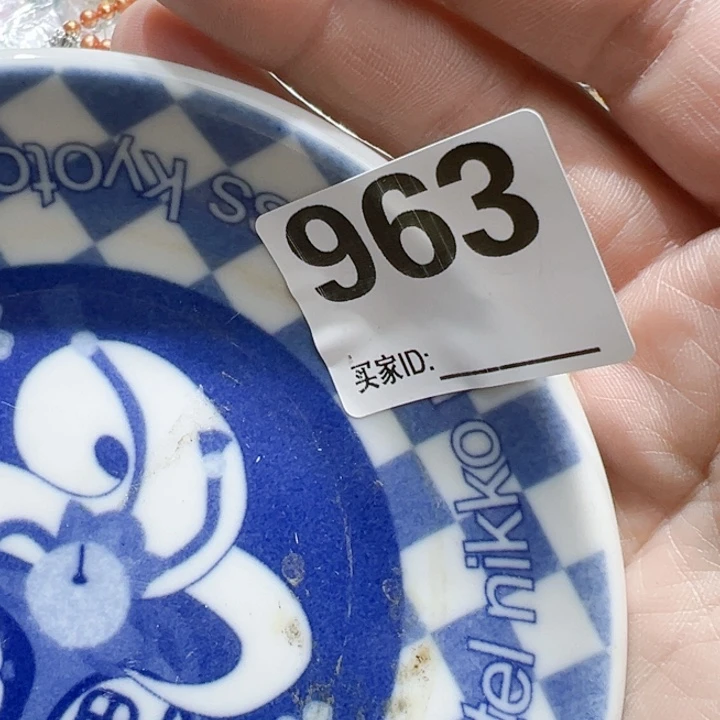 963
买家ID:
ss Kyoto
tel nikko